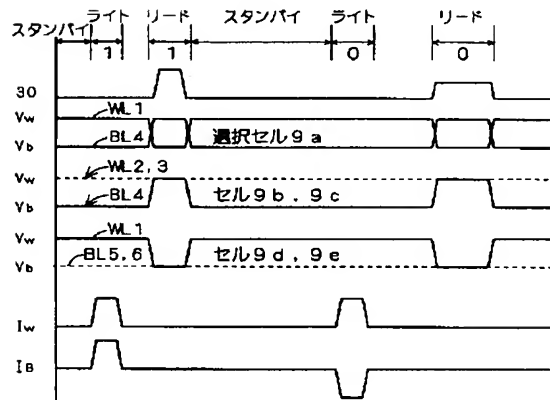 スタンバイ ライト リード スタンバイ ライト リード
1 1 0 0
30
Vw WL1
Vb BL4 選択セル9a
Vw WL2,3
Vb BL4 セル9b,9c
Vw WL1
Vb BL5,6 セル9d,9e
Iw
IB